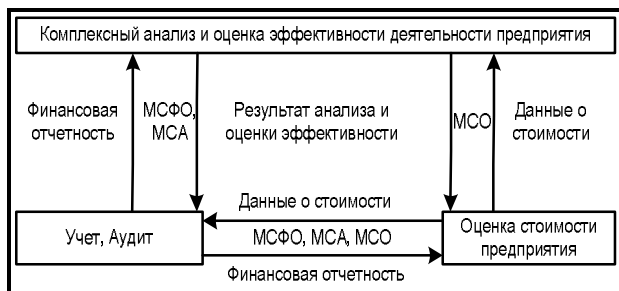 Комплексный анализ и оценка эффективности деятельности предприятия
Финансовая
отчетность
МСФО,
МСА
Результат анализа и
оценки эффективности
МСО
Данные о
стоимости
Данные о стоимости
Учет, Аудит
МСФО, МСА, МСО
Оценка стоимости
предприятия
Финансовая отчетность